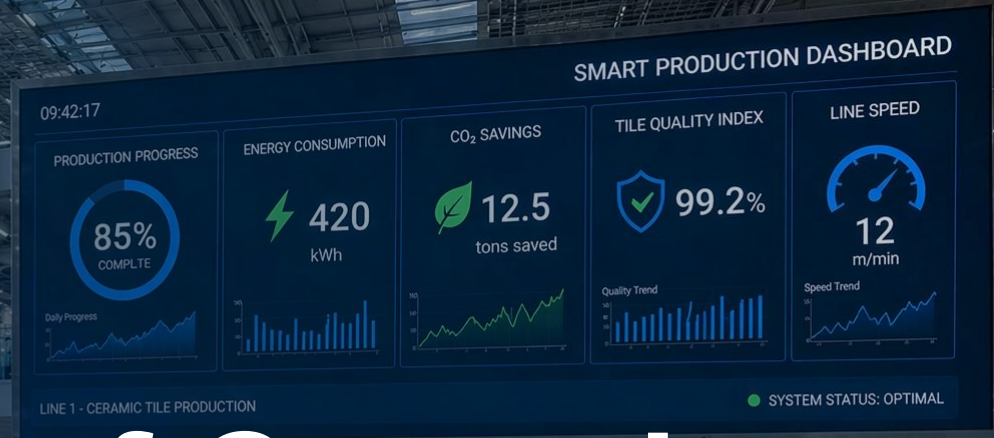 SMART PRODUCTION DASHBOARD
09:42:17
PRODUCTION PROGRESS
85%
COMPLTE
Daily Progress
ENERGY CONSUMPTION
420
kWh
CO₂ SAVINGS
12.5
tons saved
TILE QUALITY INDEX
99.2%
Quality Trend
LINE SPEED
12
m/min
Speed Trend
LINE 1 - CERAMIC TILE PRODUCTION
SYSTEM STATUS: OPTIMAL